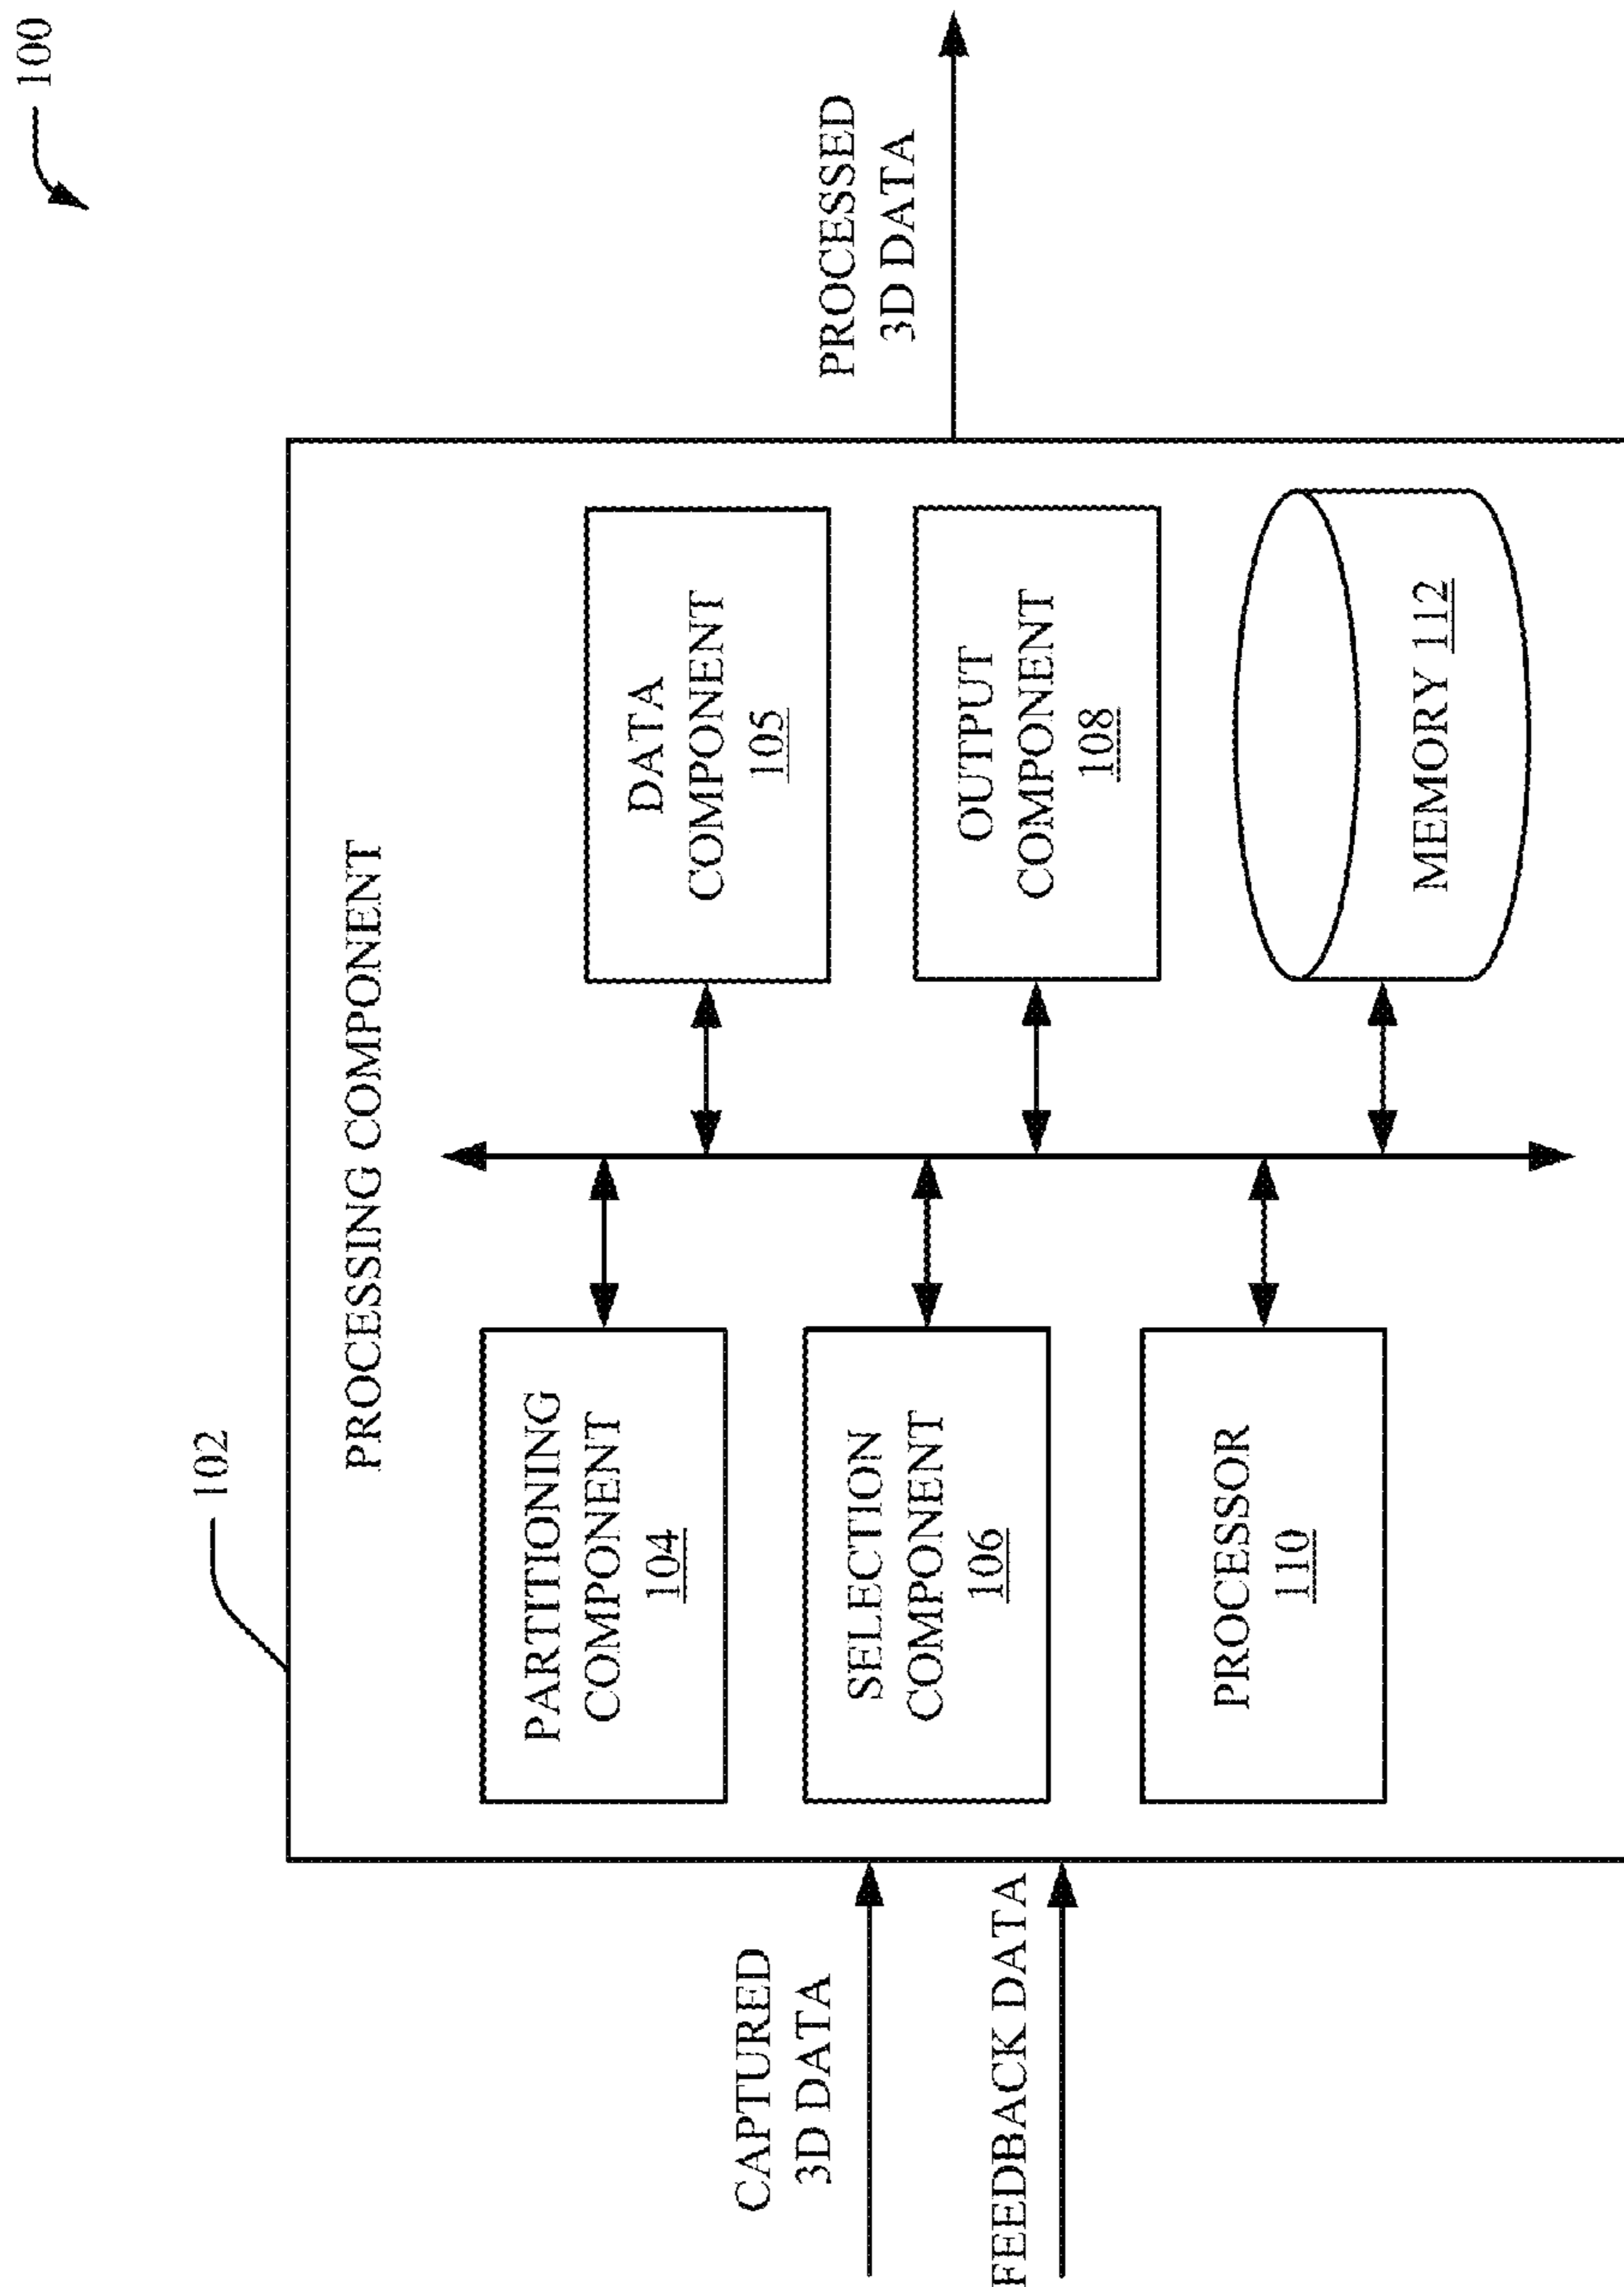 100
102
PROCESSING COMPONENT
CAPTURED
3D DATA
FEEDBACK DATA
PARTITIONING
COMPONENT
104
DATA
COMPONENT
105
SELECTION
COMPONENT
106
OUTPUT
COMPONENT
108
PROCESSOR
110
MEMORY 112
PROCESSED
3D DATA